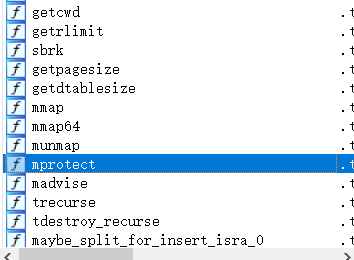 f getcwd .t
f getrlimit .t
f sbrk .t
f getpagesize .t
f getdtablesize .t
f mmap .t
f mmap64 .t
f munmap .t
f mprotect .t
f madvise .t
f trecurse .t
f tdestroy_recurse .t
f maybe_split_for_insert_isra_0 .t